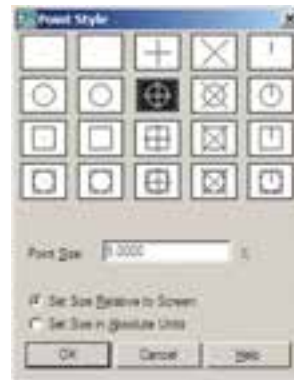 Point Style
Point Size: 5.0000 %
Set Size Relative to Screen
Set Size in Absolute Units
OK Cancel Help